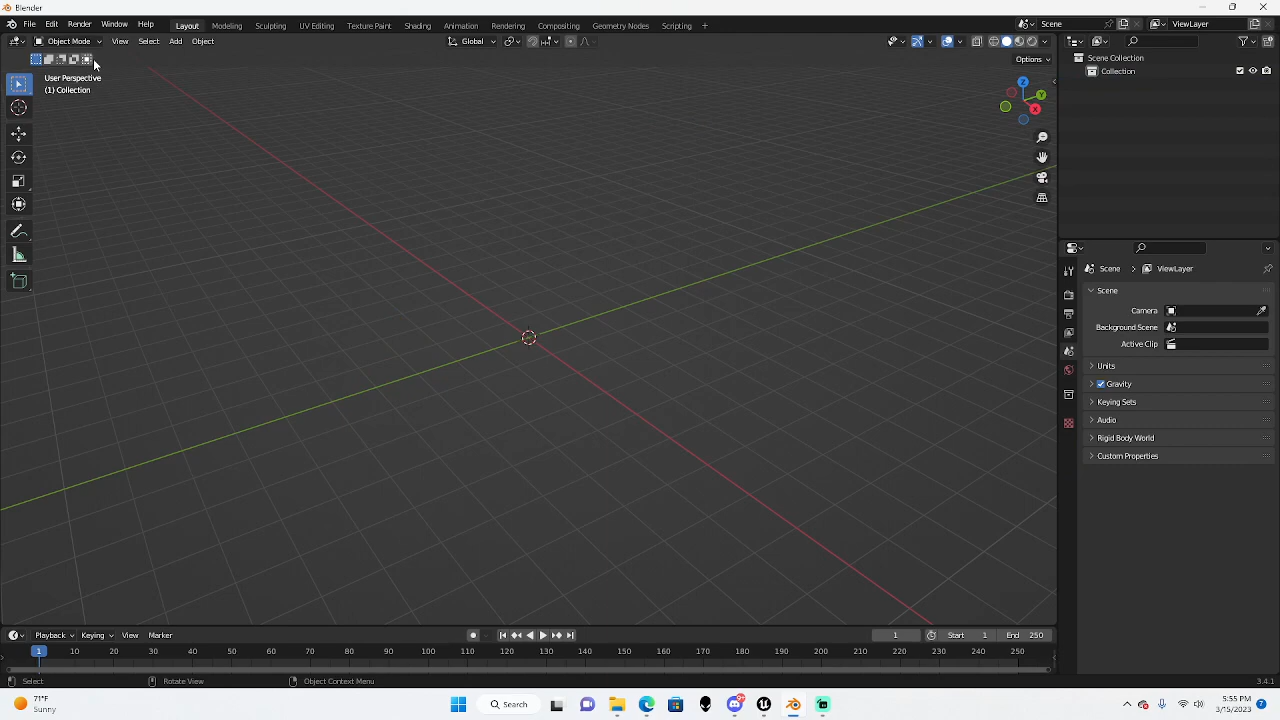 Blender
File Edit Render Window Help Layout Modeling Sculpting UV Editing Texture Paint Shading Animation Rendering Compositing Geometry Nodes Scripting + Scene ViewLayer
Object Mode View Select Add Object Global
Options
User Perspective
(1) Collection
Z
Y
X
Scene Collection
Collection
Scene > ViewLayer
Scene
Camera
Background Scene
Active Clip
Units
Gravity
Keying Sets
Audio
Rigid Body World
Custom Properties
Playback Keying View Marker 1 Start 1 End 250
1 10 20 30 40 50 60 70 80 90 100 110 120 130 140 150 160 170 180 190 200 210 220 230 240 250
Select Rotate View Object Context Menu 3.4.1
71°F
Sunny
Search
5:55 PM
3/15/2023